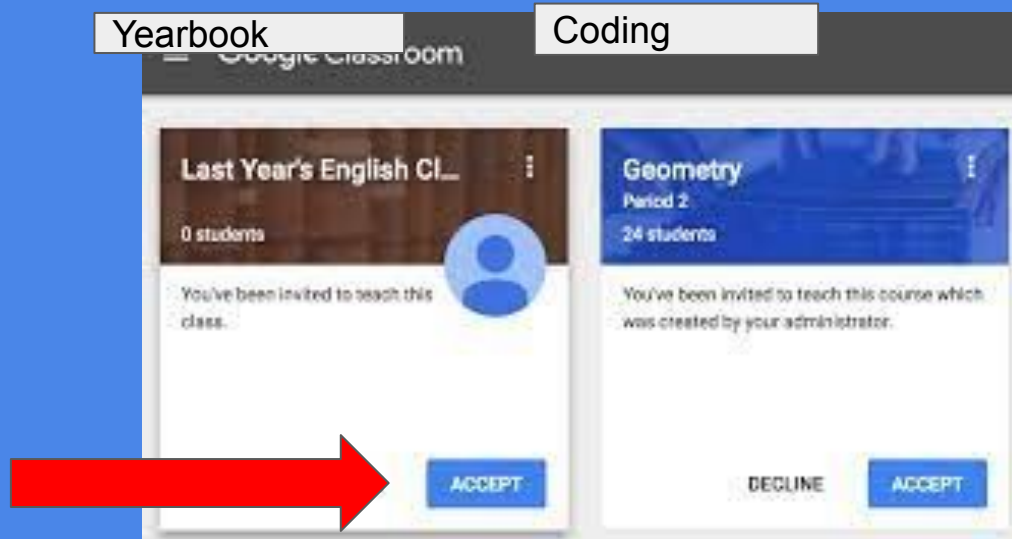 Yearbook
Coding
Google Classroom
Last Year's English Cl...
0 students
You've been invited to teach this
class.
ACCEPT
Geometry
Period 2
24 students
You've been invited to teach this course which
was created by your administrator.
DECLINE
ACCEPT